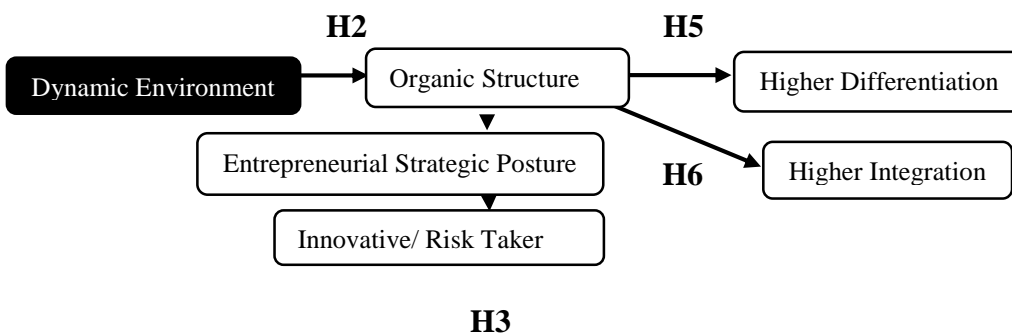 H2
H5
Dynamic Environment
Organic Structure
Higher Differentiation
Entrepreneurial Strategic Posture
H6
Higher Integration
Innovative/ Risk Taker
H3